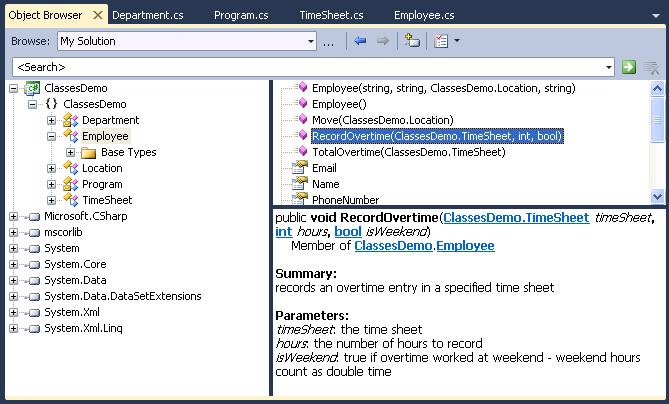 Object Browser Department.cs Program.cs TimeSheet.cs Employee.cs
Browse: My Solution ...
<Search>
ClassesDemo
{} ClassesDemo
Department
Employee
Base Types
Location
Program
TimeSheet
Microsoft.CSharp
mscorlib
System
System.Core
System.Data
System.Data.DataSetExtensions
System.Xml
System.Xml.Linq
Employee(string, string, ClassesDemo.Location, string)
Employee()
Move(ClassesDemo.Location)
RecordOvertime(ClassesDemo.TimeSheet, int, bool)
TotalOvertime(ClassesDemo.TimeSheet)
Email
Name
PhoneNumber
public void RecordOvertime(ClassesDemo.TimeSheet timeSheet,
int hours, bool isWeekend)
Member of ClassesDemo.Employee
Summary:
records an overtime entry in a specified time sheet
Parameters:
timeSheet: the time sheet
hours: the number of hours to record
isWeekend: true if overtime worked at weekend - weekend hours
count as double time